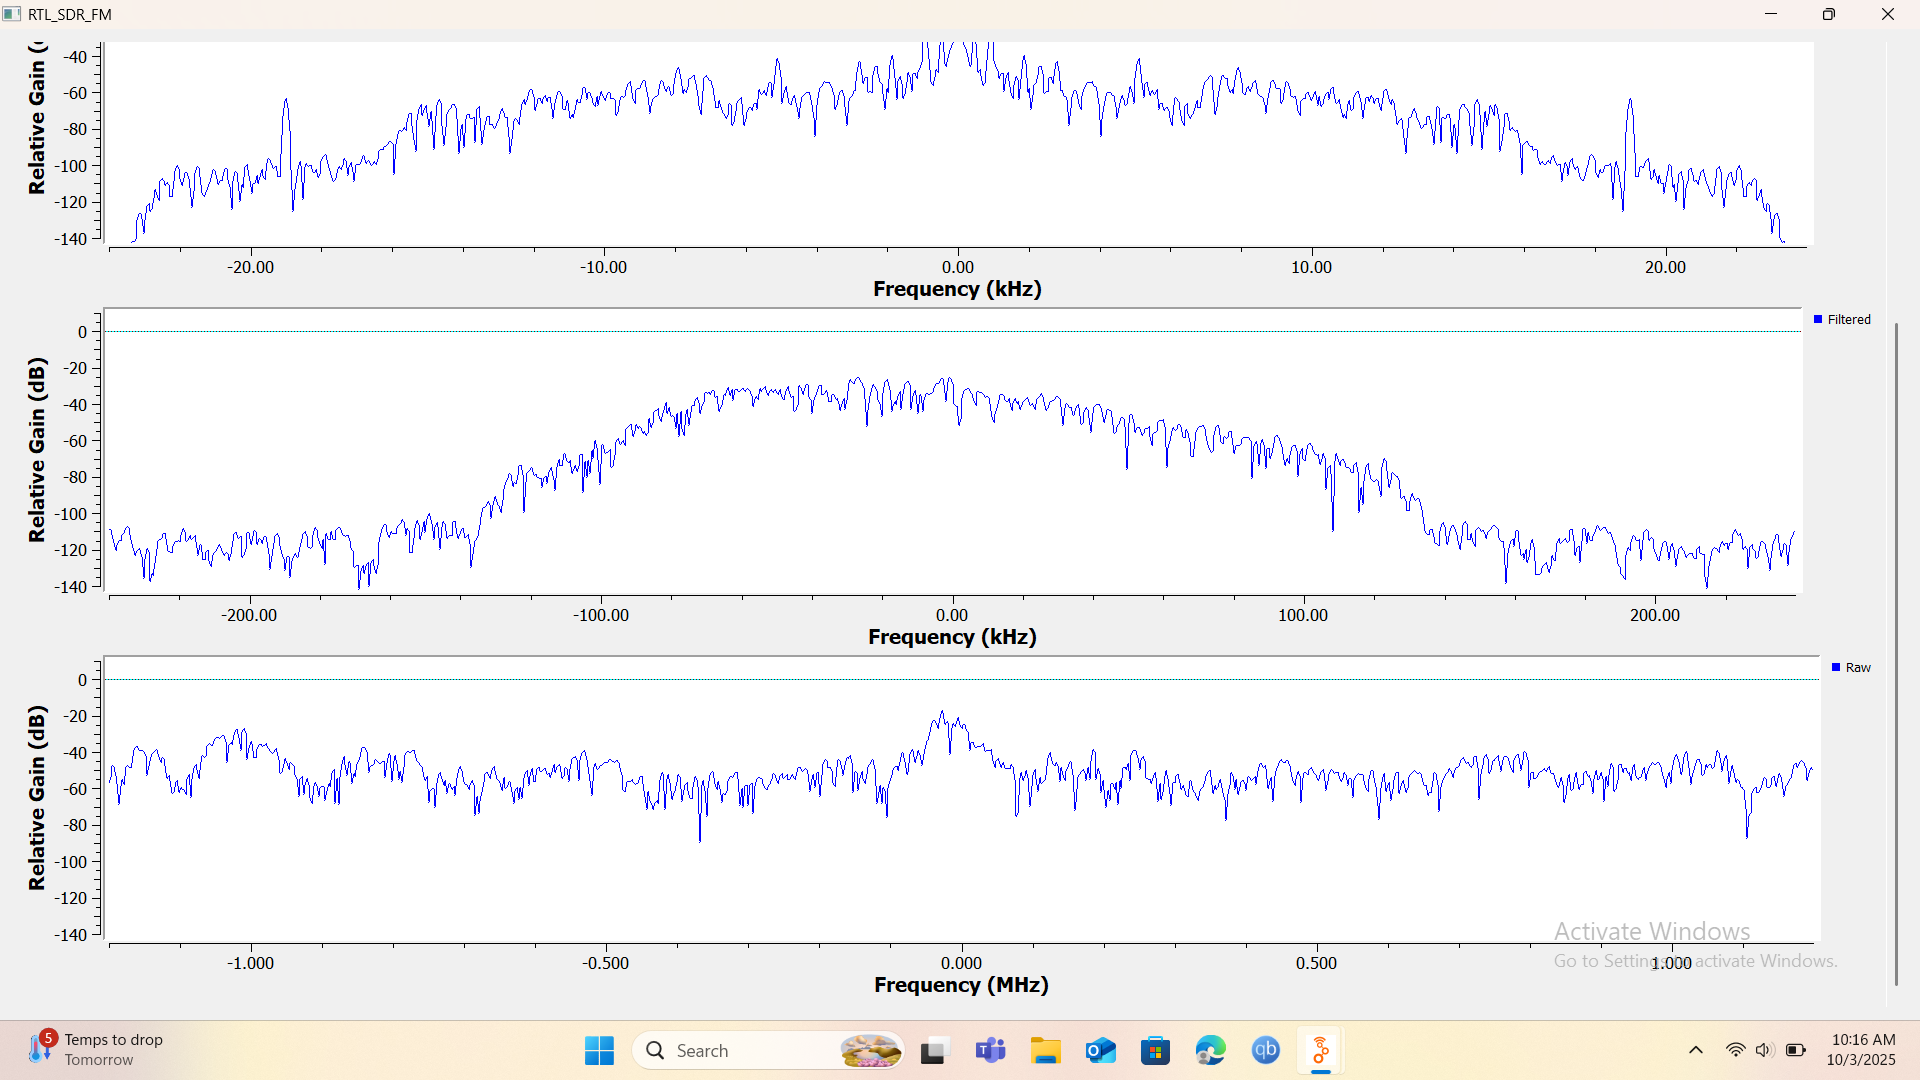 RTL_SDR_FM
Relative Gain (
-40
-60
-80
-100
-120
-140
-20.00
-10.00
0.00
10.00
20.00
Frequency (kHz)
Filtered
Relative Gain (dB)
0
-20
-40
-60
-80
-100
-120
-140
-200.00
-100.00
0.00
100.00
200.00
Frequency (kHz)
Raw
Relative Gain (dB)
0
-20
-40
-60
-80
-100
-120
-140
-1.000
-0.500
0.000
0.500
1.000
Frequency (MHz)
Activate Windows
Go to Settings to activate Windows.
5
Temps to drop
Tomorrow
Search
qb
10:16 AM
10/3/2025